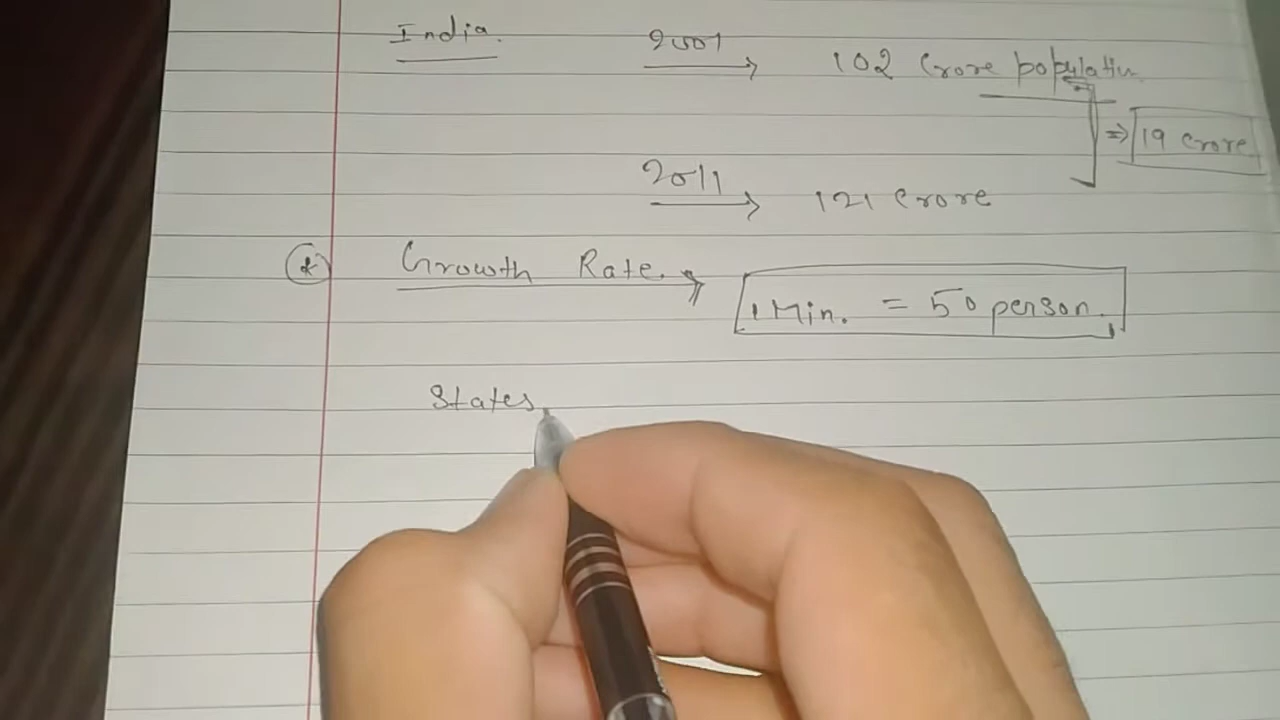 India. 2001 → 102 Crore population
⇒ 19 crore
2011 → 121 crore
* Growth Rate. → 1 Min. = 50 person.
States